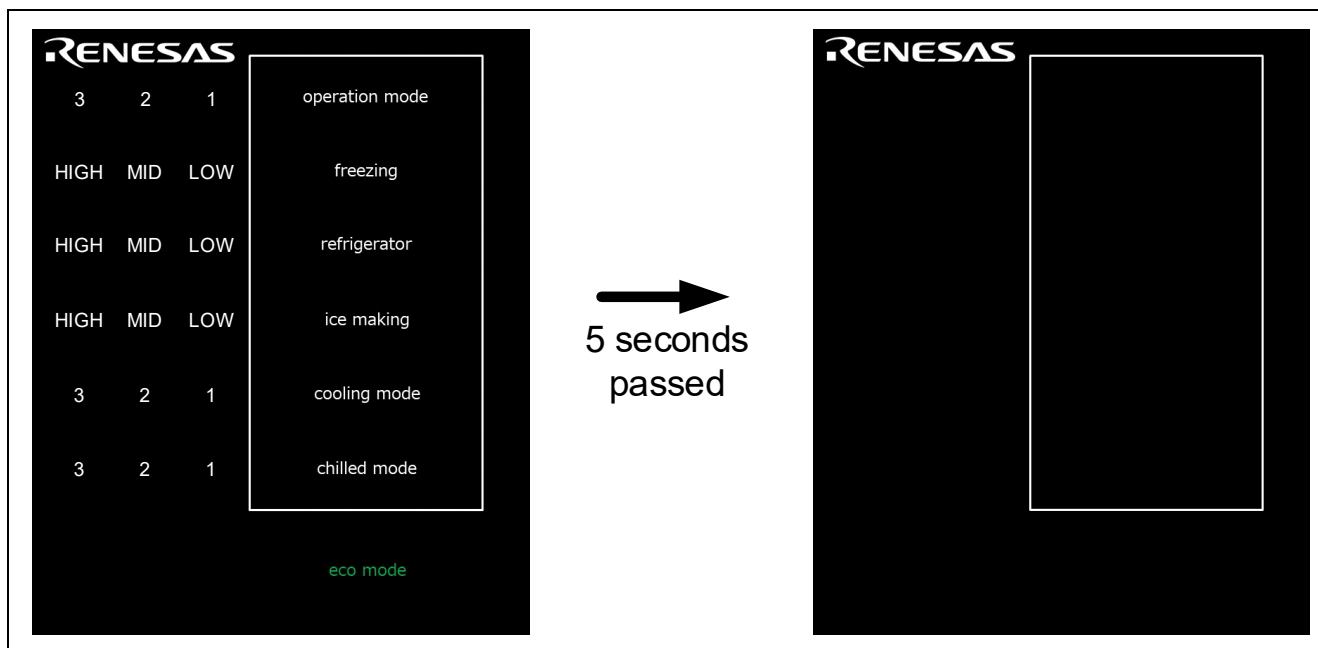 RENESAS
3 2 1 operation mode
HIGH MID LOW freezing
HIGH MID LOW refrigerator
HIGH MID LOW ice making
3 2 1 cooling mode
3 2 1 chilled mode
eco mode
5 seconds
passed
RENESAS